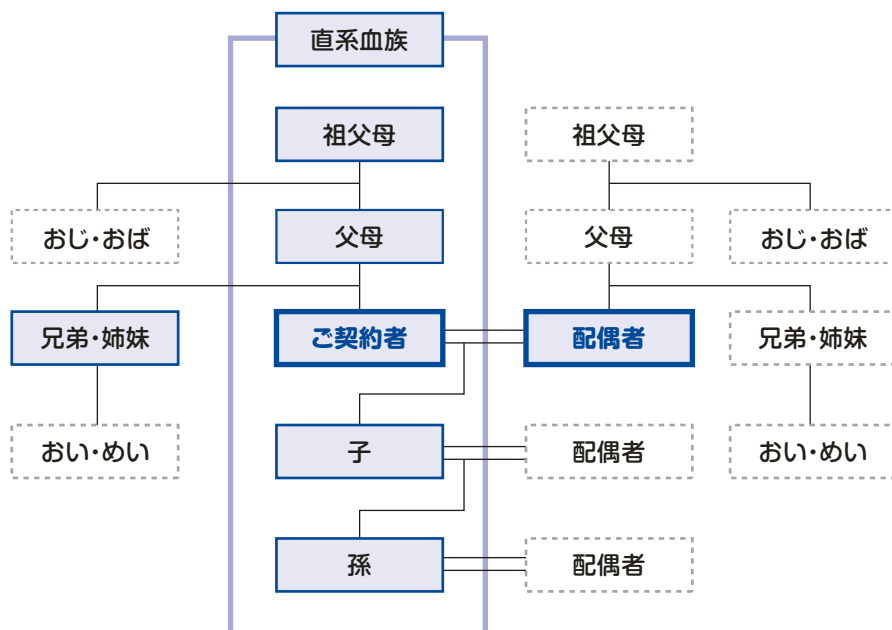 直系血族
祖父母
祖父母
おじ・おば
父母
父母
おじ・おば
兄弟・姉妹
ご契約者
配偶者
兄弟・姉妹
おい・めい
子
配偶者
おい・めい
孫
配偶者